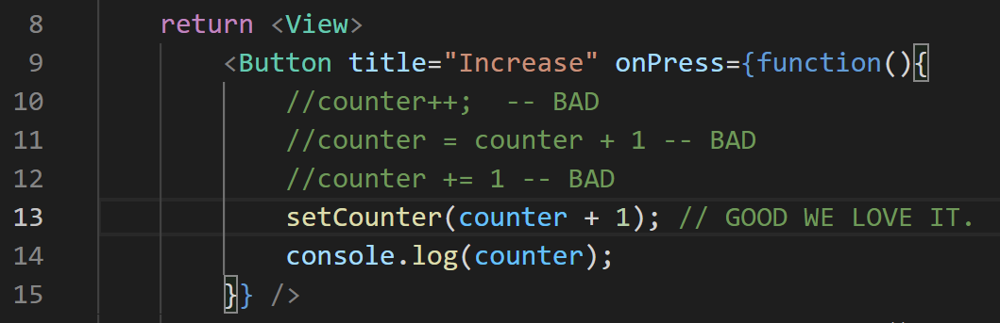 8 return <View>
9 <Button title="Increase" onPress={function(){
10 //counter++;  -- BAD
11 //counter = counter + 1 -- BAD
12 //counter += 1 -- BAD
13 setCounter(counter + 1); // GOOD WE LOVE IT.
14 console.log(counter);
15 }} />